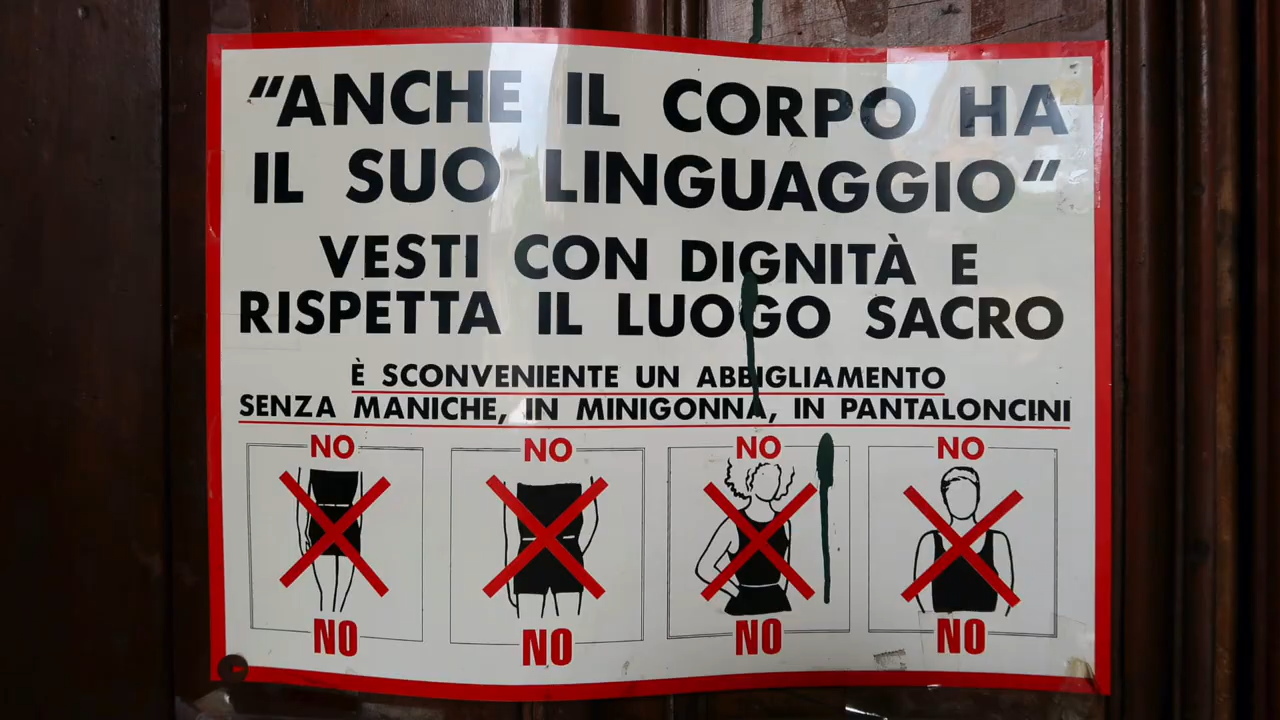 "ANCHE IL CORPO HA
IL SUO LINGUAGGIO"
VESTI CON DIGNITÀ E
RISPETTA IL LUOGO SACRO
È SCONVENIENTE UN ABBIGLIAMENTO
SENZA MANICHE, IN MINIGONNA, IN PANTALONCINI
NO NO NO NO
NO NO NO NO